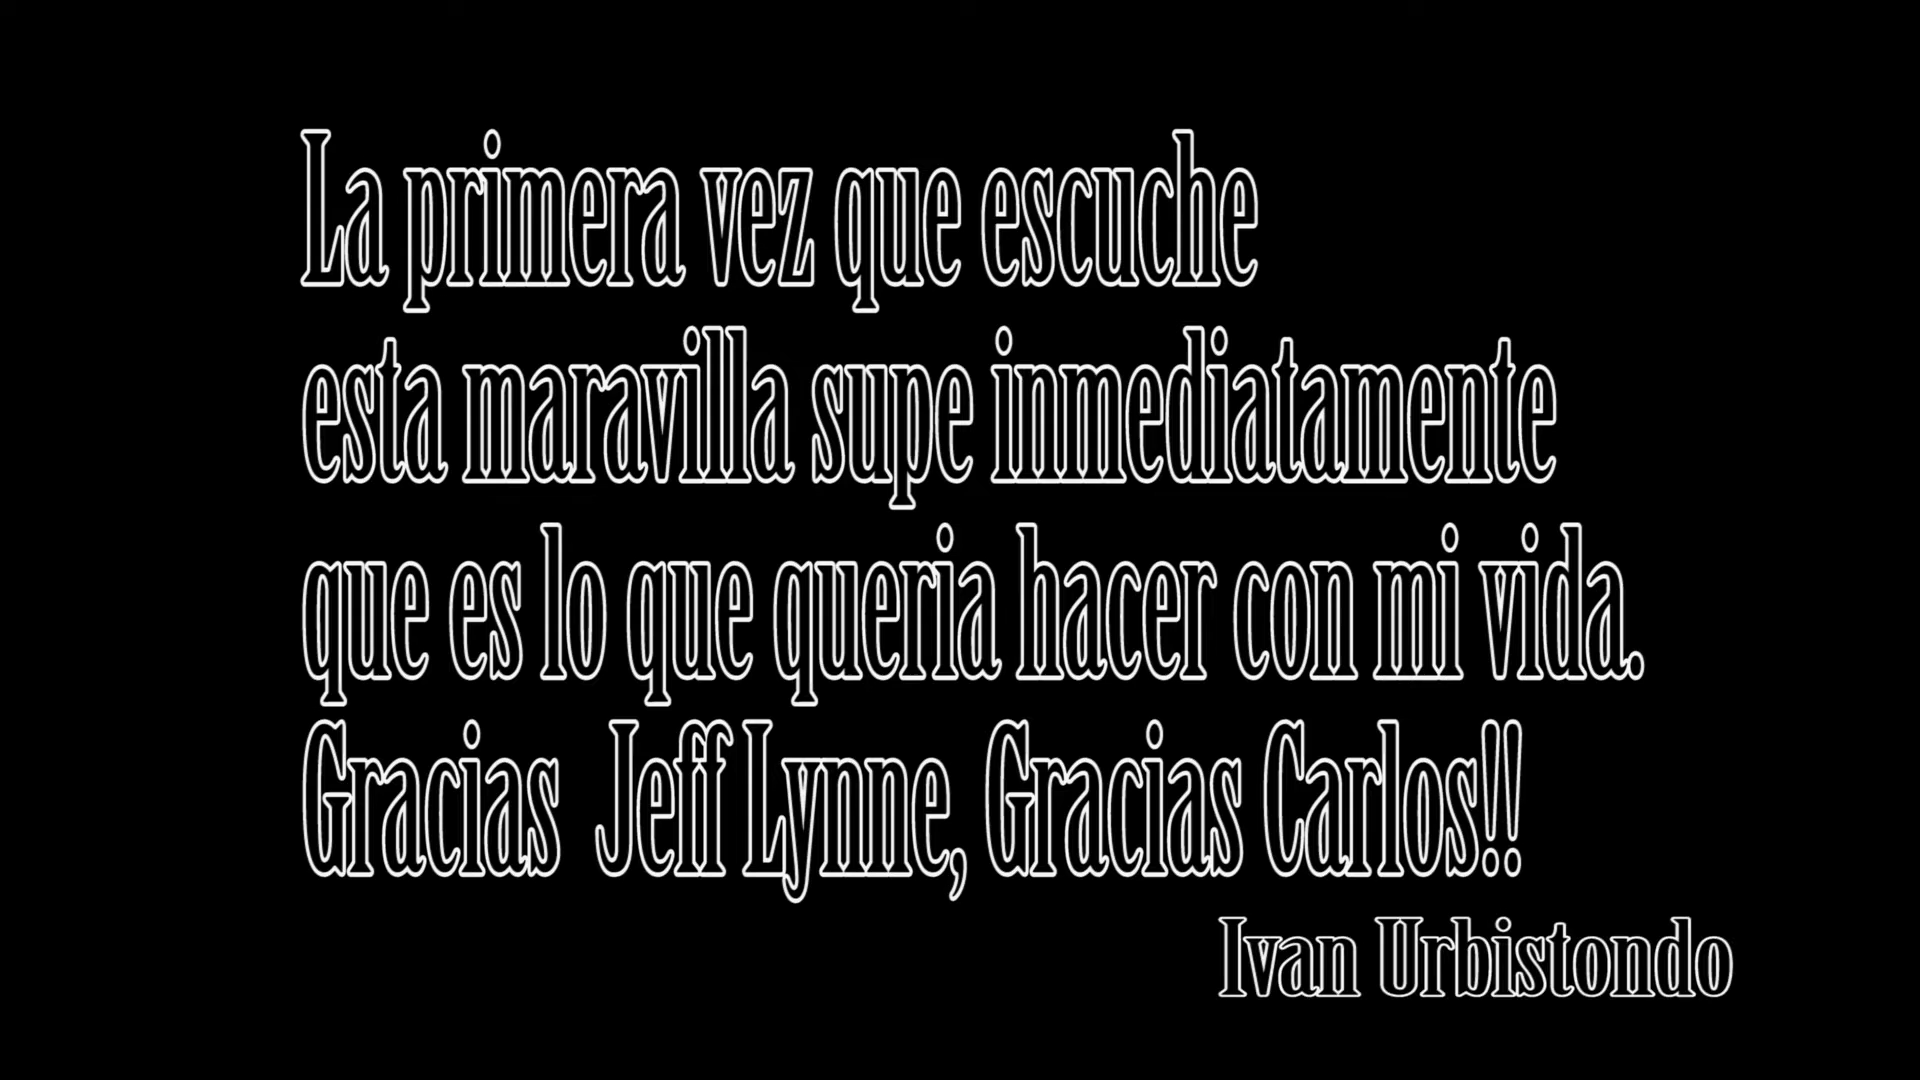 La primera vez que escuche
esta maravilla supe inmediatamente
que es lo que queria hacer con mi vida.
Gracias  Jeff Lynne, Gracias Carlos!!
Ivan Urbistondo